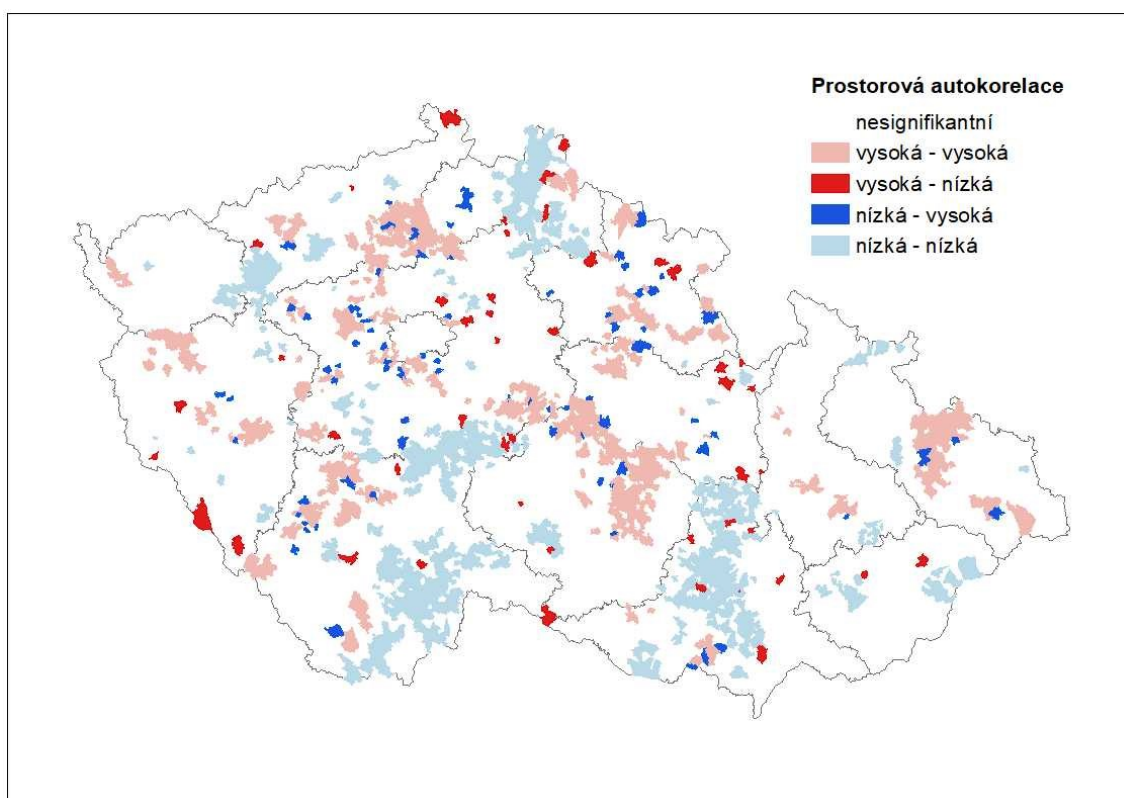 Prostorová autokorelace
nesignifikantní
vysoká - vysoká
vysoká - nízká
nízká - vysoká
nízká - nízká